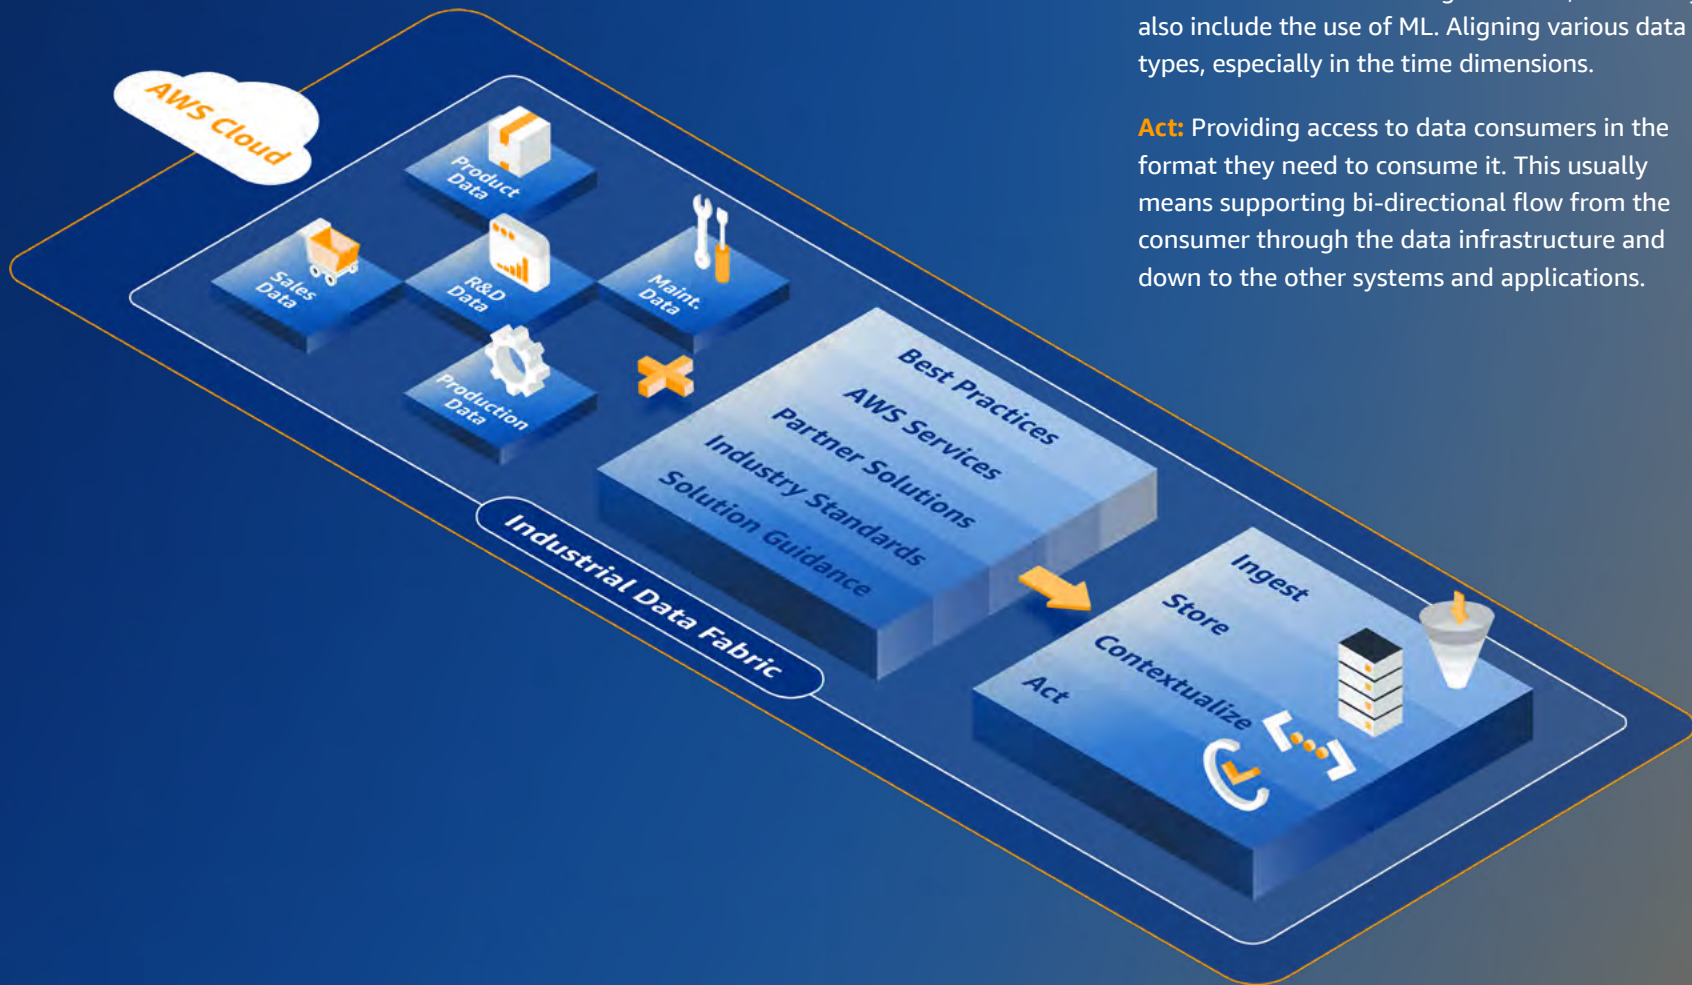 also include the use of ML. Aligning various data
types, especially in the time dimensions.
Act: Providing access to data consumers in the
format they need to consume it. This usually
means supporting bi-directional flow from the
consumer through the data infrastructure and
down to the other systems and applications.
AWS Cloud
Product
Data
Sales
Data
R&D
Data
Maint.
Data
Production
Data
Best Practices
AWS Services
Partner Solutions
Industry Standards
Solution Guidance
Industrial Data Fabric
Ingest
Store
Contextualize
Act